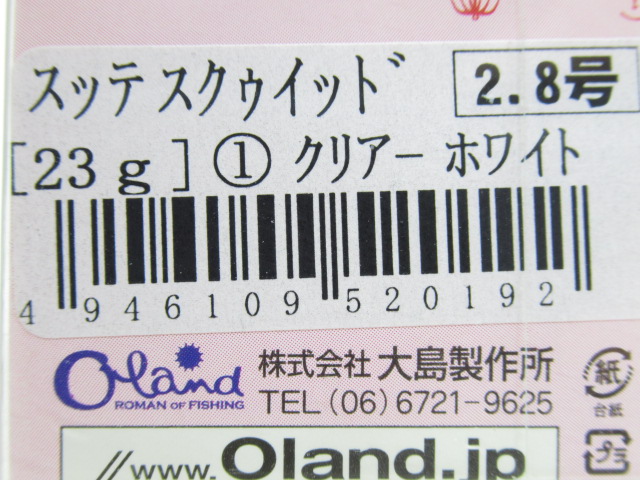 スッテ スクゥイッド 2.8号
[23g] ① クリアー ホワイト
4 946109 520192
Oland 株式会社 大島製作所
ROMAN OF FISHING TEL (06) 6721-9625
紙
台紙
//www.Oland.jp
プラ